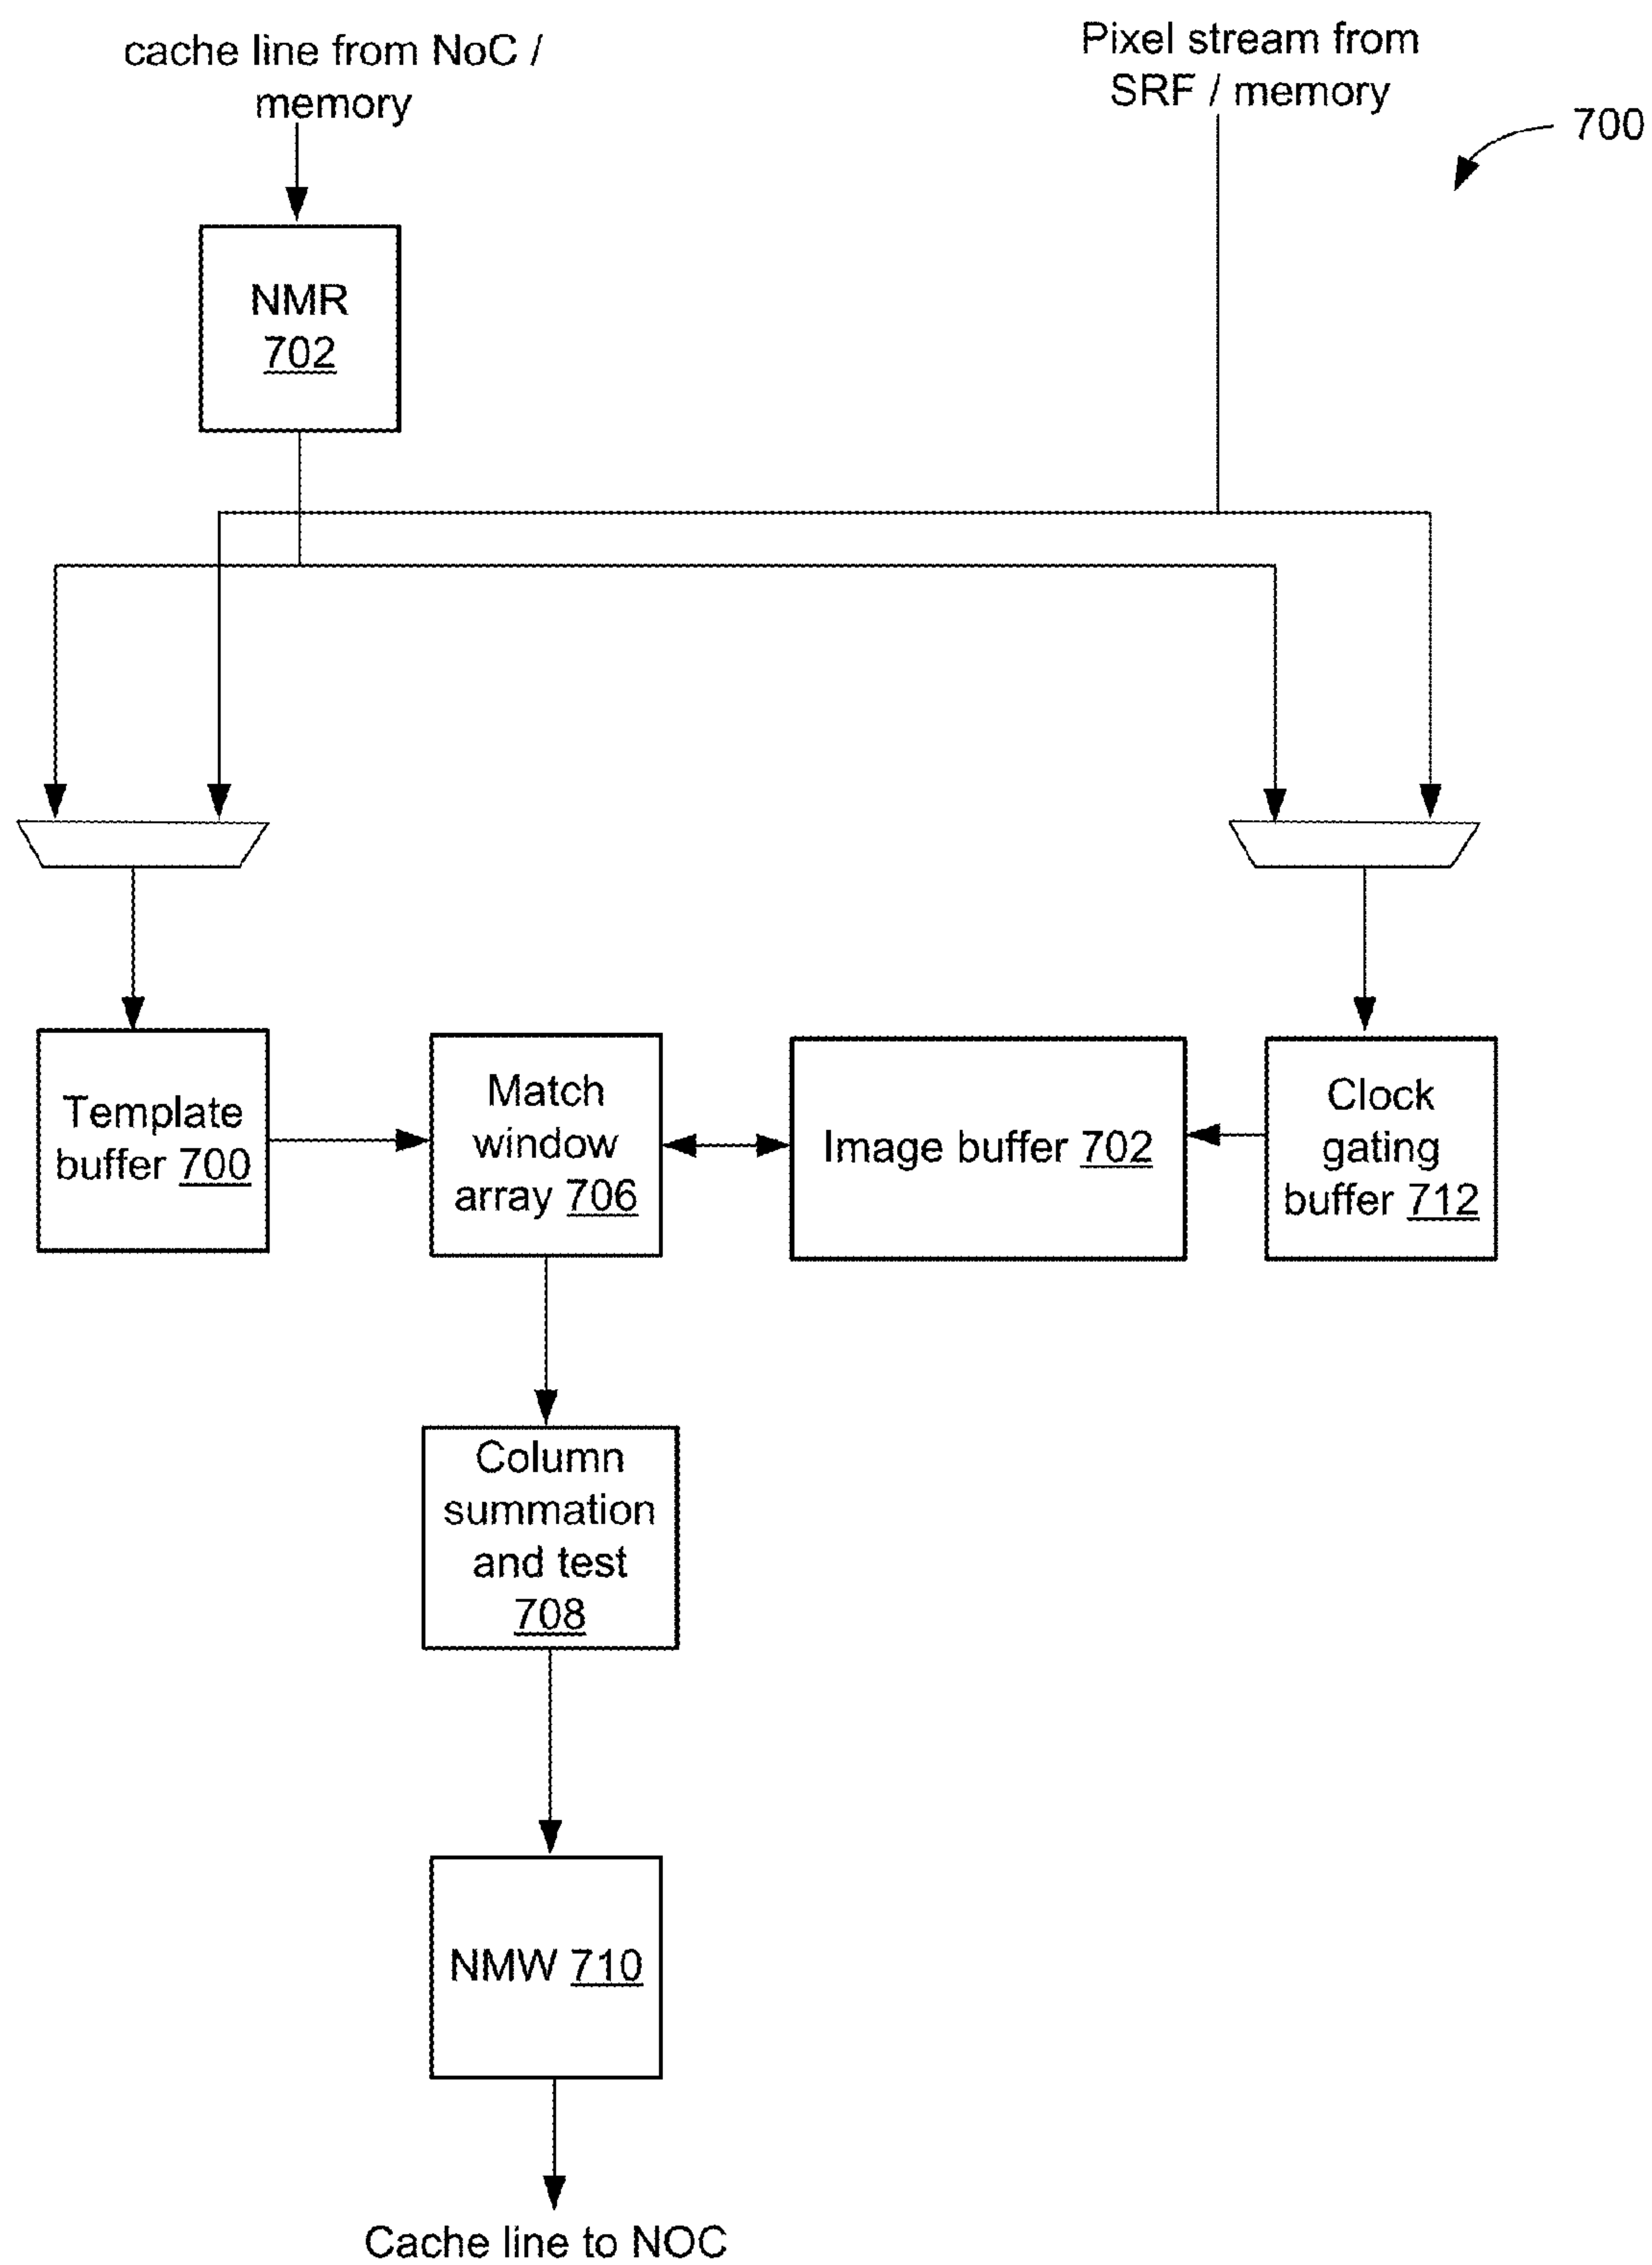 cache line from NoC /
memory
Pixel stream from
SRF / memory
700
NMR
702
Template
buffer 700
Match
window
array 706
Image buffer 702
Clock
gating
buffer 712
Column
summation
and test
708
NMW 710
Cache line to NOC